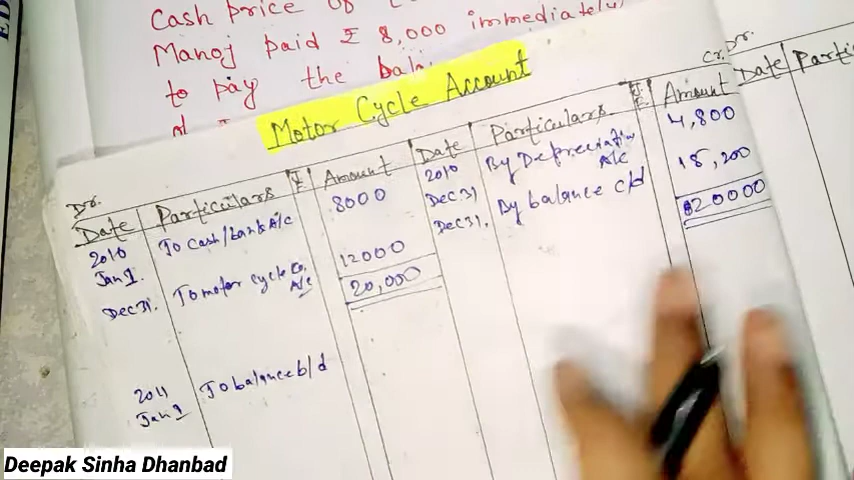 Cash price of
Manoj paid ₹ 8,000 immediately,
to pay the
Motor Cycle Account
Dr. Cr.
Date Particulars J.F. Amount Date Particulars J.F. Amount
2010 Jan 1 To Cash/bank A/c 8000 2010 Dec 31 By Depreciation A/c 4,800
Dec 31. To motor cycle Co. A/c 12000 Dec 31. By balance c/d 15,200
20,000 20000
2011
Jan 1 To balance b/d
Dr.
Date Partic
ED
Deepak Sinha Dhanbad